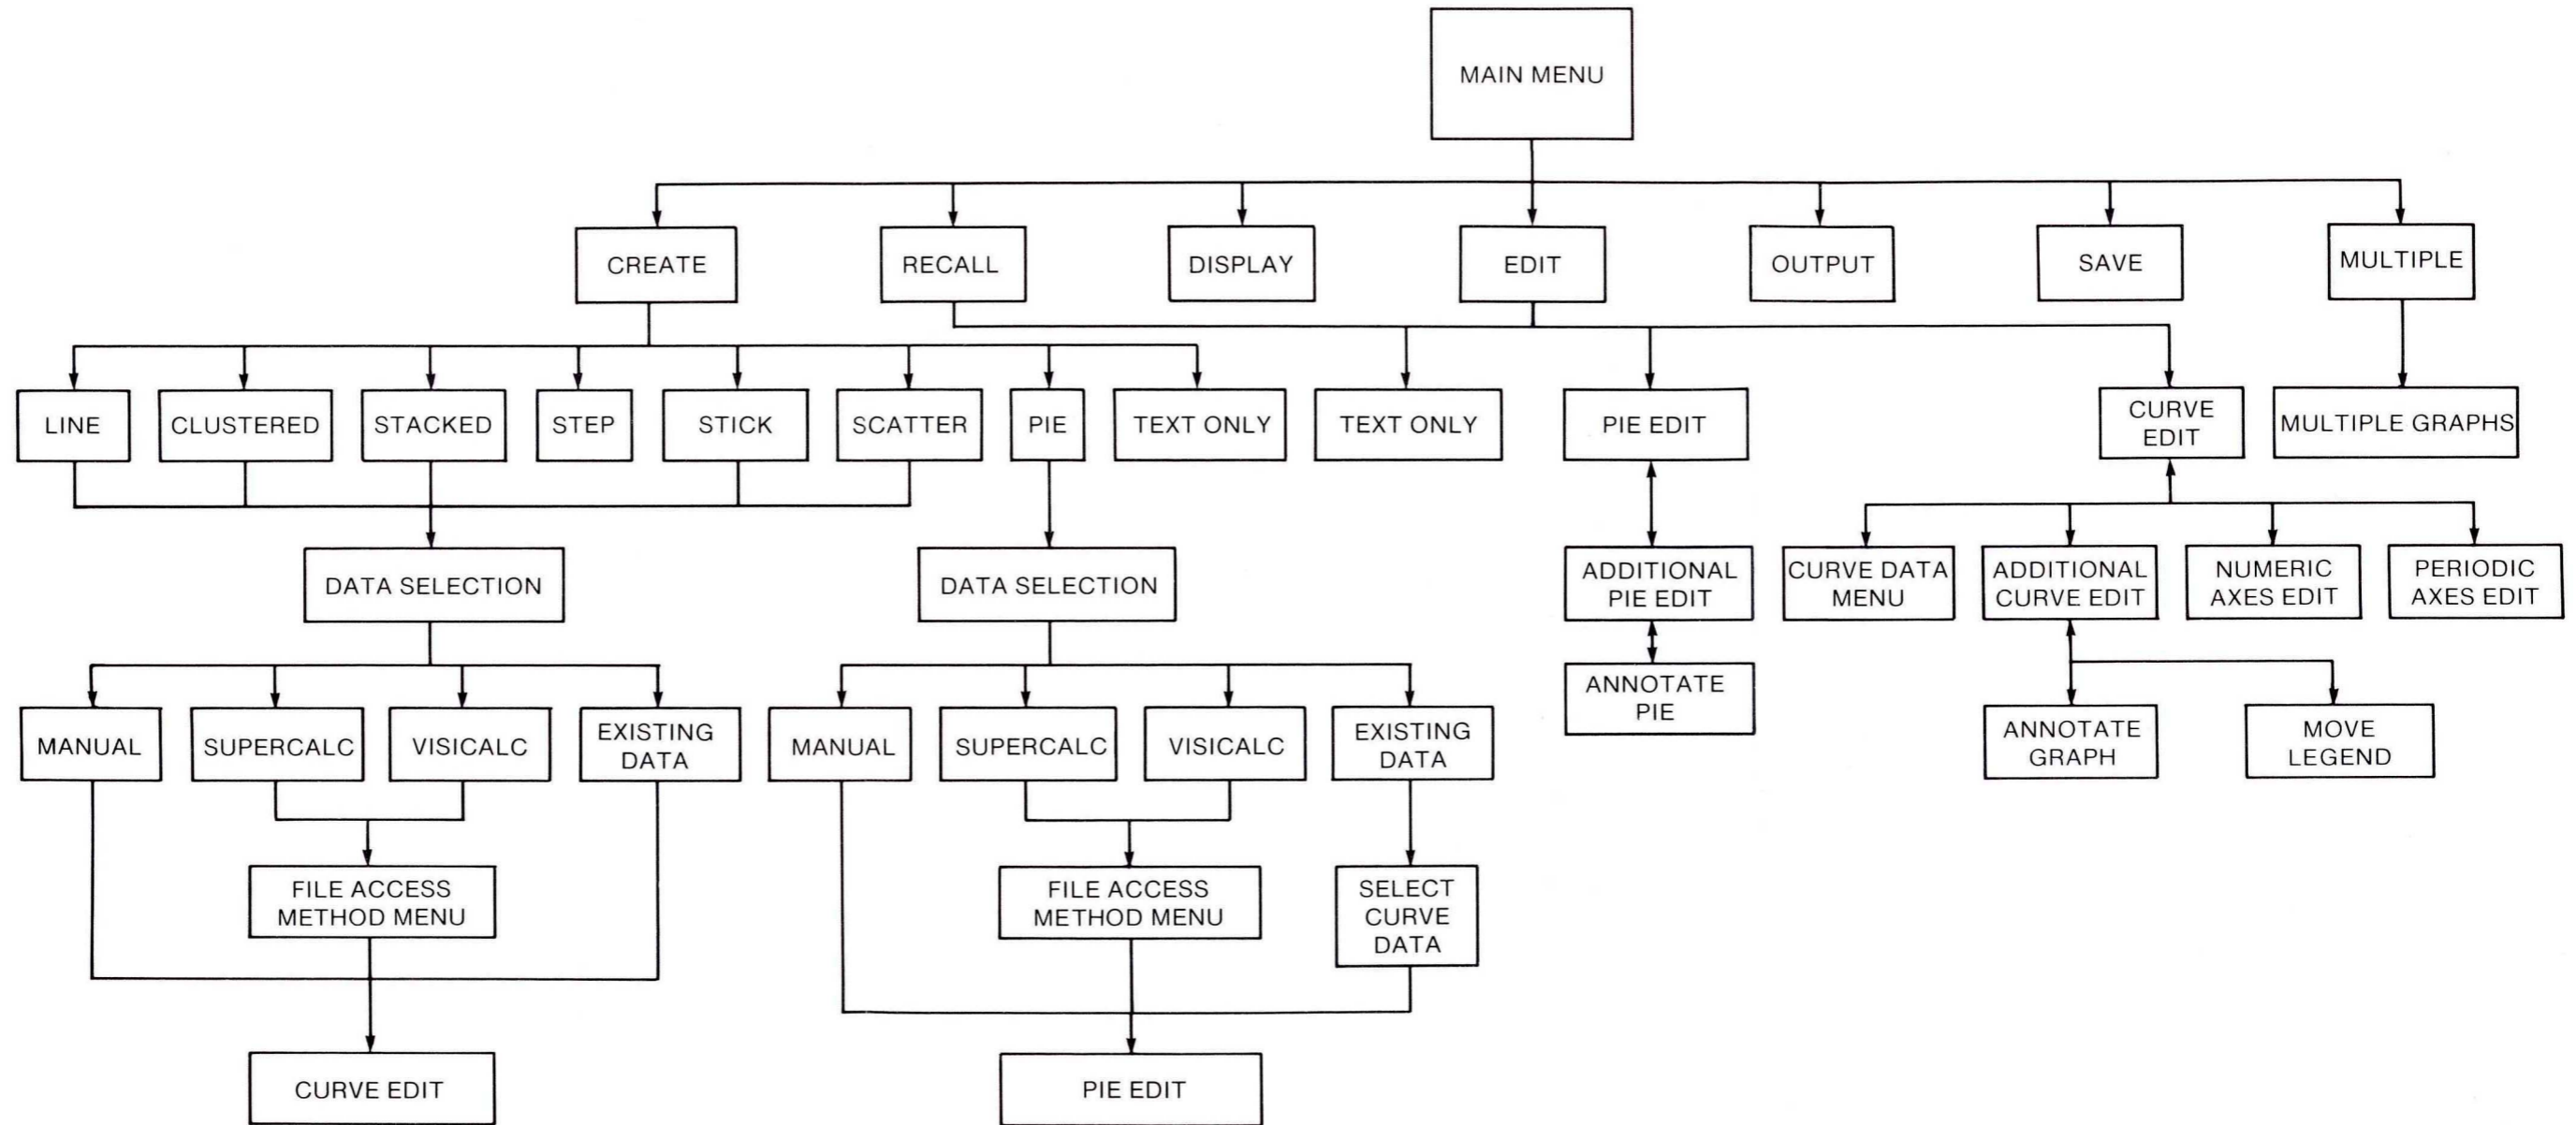 MAIN MENU
CREATE
RECALL
DISPLAY
EDIT
OUTPUT
SAVE
MULTIPLE
LINE
CLUSTERED
STACKED
STEP
STICK
SCATTER
PIE
TEXT ONLY
TEXT ONLY
PIE EDIT
CURVE
EDIT
MULTIPLE GRAPHS
DATA SELECTION
DATA SELECTION
ADDITIONAL
PIE EDIT
CURVE DATA
MENU
ADDITIONAL
CURVE EDIT
NUMERIC
AXES EDIT
PERIODIC
AXES EDIT
MANUAL
SUPERCALC
VISICALC
EXISTING
DATA
MANUAL
SUPERCALC
VISICALC
EXISTING
DATA
ANNOTATE
PIE
ANNOTATE
GRAPH
MOVE
LEGEND
FILE ACCESS
METHOD MENU
FILE ACCESS
METHOD MENU
SELECT
CURVE
DATA
CURVE EDIT
PIE EDIT